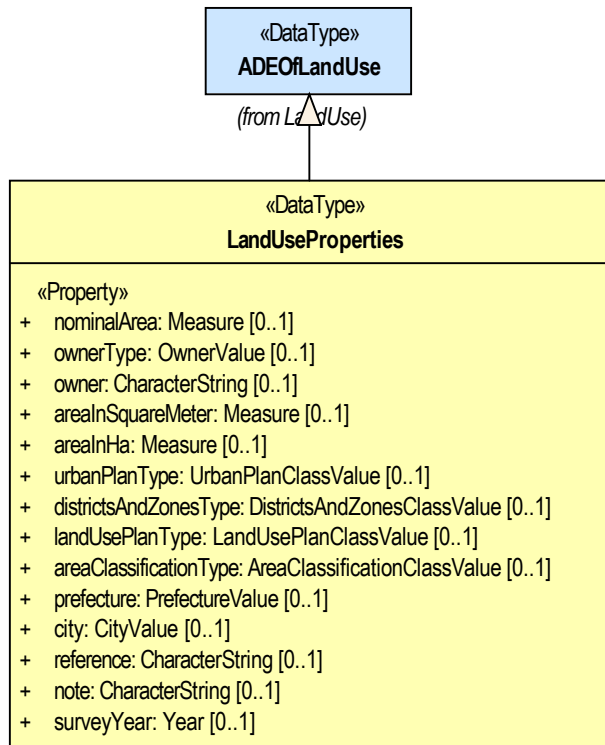 «DataType»
ADEOfLandUse
(from LandUse)
«DataType»
LandUseProperties
«Property»
+ nominalArea: Measure [0..1]
+ ownerType: OwnerValue [0..1]
+ owner: CharacterString [0..1]
+ areaInSquareMeter: Measure [0..1]
+ areaInHa: Measure [0..1]
+ urbanPlanType: UrbanPlanClassValue [0..1]
+ districtsAndZonesType: DistrictsAndZonesClassValue [0..1]
+ landUsePlanType: LandUsePlanClassValue [0..1]
+ areaClassificationType: AreaClassificationClassValue [0..1]
+ prefecture: PrefectureValue [0..1]
+ city: CityValue [0..1]
+ reference: CharacterString [0..1]
+ note: CharacterString [0..1]
+ surveyYear: Year [0..1]